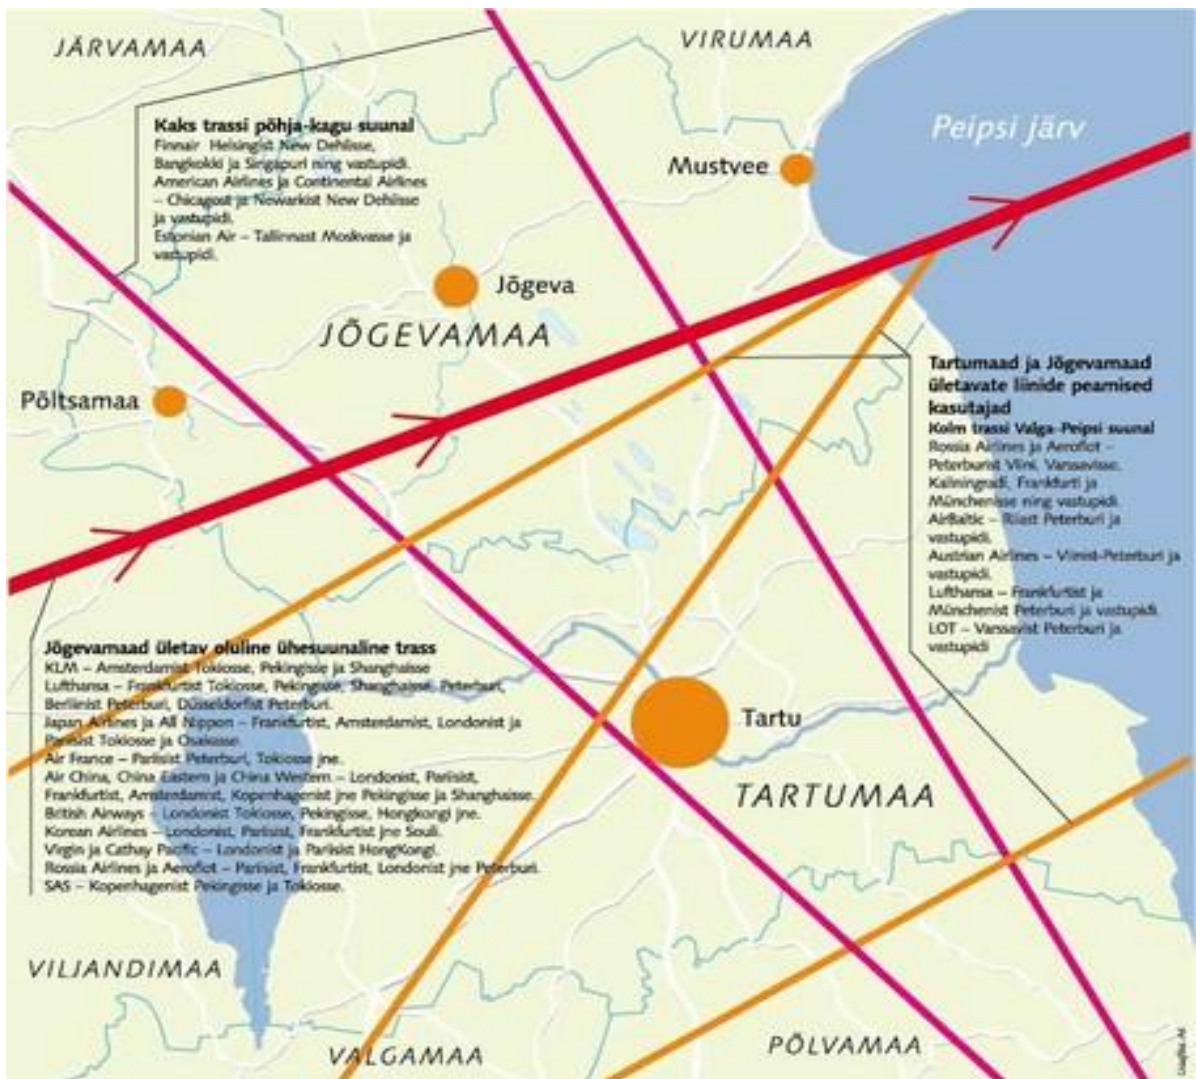 JÄRVAMAA
VIRUMAA
Peipsi järv
Kaks trassi põhja-kagu suunal
Finnair Helsingist New Dehlisse,
Bangkokki ja Singapuri ning vastupidi.
American Airlines ja Continental Airlines
– Chicagost ja Newarkist New Dehlisse
ja vastupidi.
Estonian Air – Tallinnast Moskvasse ja
vastupidi.
Mustvee
Jõgeva
JÕGEVAMAA
Põltsamaa
Tartumaad ja Jõgevamaad
ületavate liinide peamised
kasutajad
Kolm trassi Valga-Peipsi suunal
Rossia Airlines ja Aeroflot –
Peterburist Viini, Varssavisse,
Kaliningradi, Frankfurti ja
Münchenisse ning vastupidi.
AirBaltic – Riiast Peterburi ja
vastupidi.
Austrian Airlines – Viinist-Peterburi ja
vastupidi.
Lufthansa – Frankfurtist ja
Münchenist Peterburi ja vastupidi.
LOT – Varssavist Peterburi ja
vastupidi
Jõgevamaad ületav oluline ühesuunaline trass
KLM – Amsterdamist Tokiosse, Pekingisse ja Shanghaisse
Lufthansa – Frankfurtist Tokiosse, Pekingisse, Shanghaisse, Peterburi,
Berliinist Peterburi, Düsseldorfist Peterburi.
Japan Airlines ja All Nippon – Frankfurtist, Amsterdamist, Londonist ja
Pariisist Tokiosse ja Osakasse.
Air France – Pariisist Peterburi, Tokiosse jne.
Air China, China Eastern ja China Western – Londonist, Pariisist,
Frankfurtist, Amsterdamist, Kopenhagenist jne Pekingisse ja Shanghaisse.
British Airways – Londonist Tokiosse, Pekingisse, Hongkongi jne.
Korean Airlines – Londonist, Pariisist, Frankfurtist jne Souli.
Virgin ja Cathay Pacific – Londonist ja Pariisist HongKongi.
Rossia Airlines ja Aeroflot – Pariisist, Frankfurtist, Londonist jne Peterburi.
SAS – Kopenhagenist Pekingisse ja Tokiosse.
Tartu
TARTUMAA
VILJANDIMAA
VALGAMAA
PÕLVAMAA